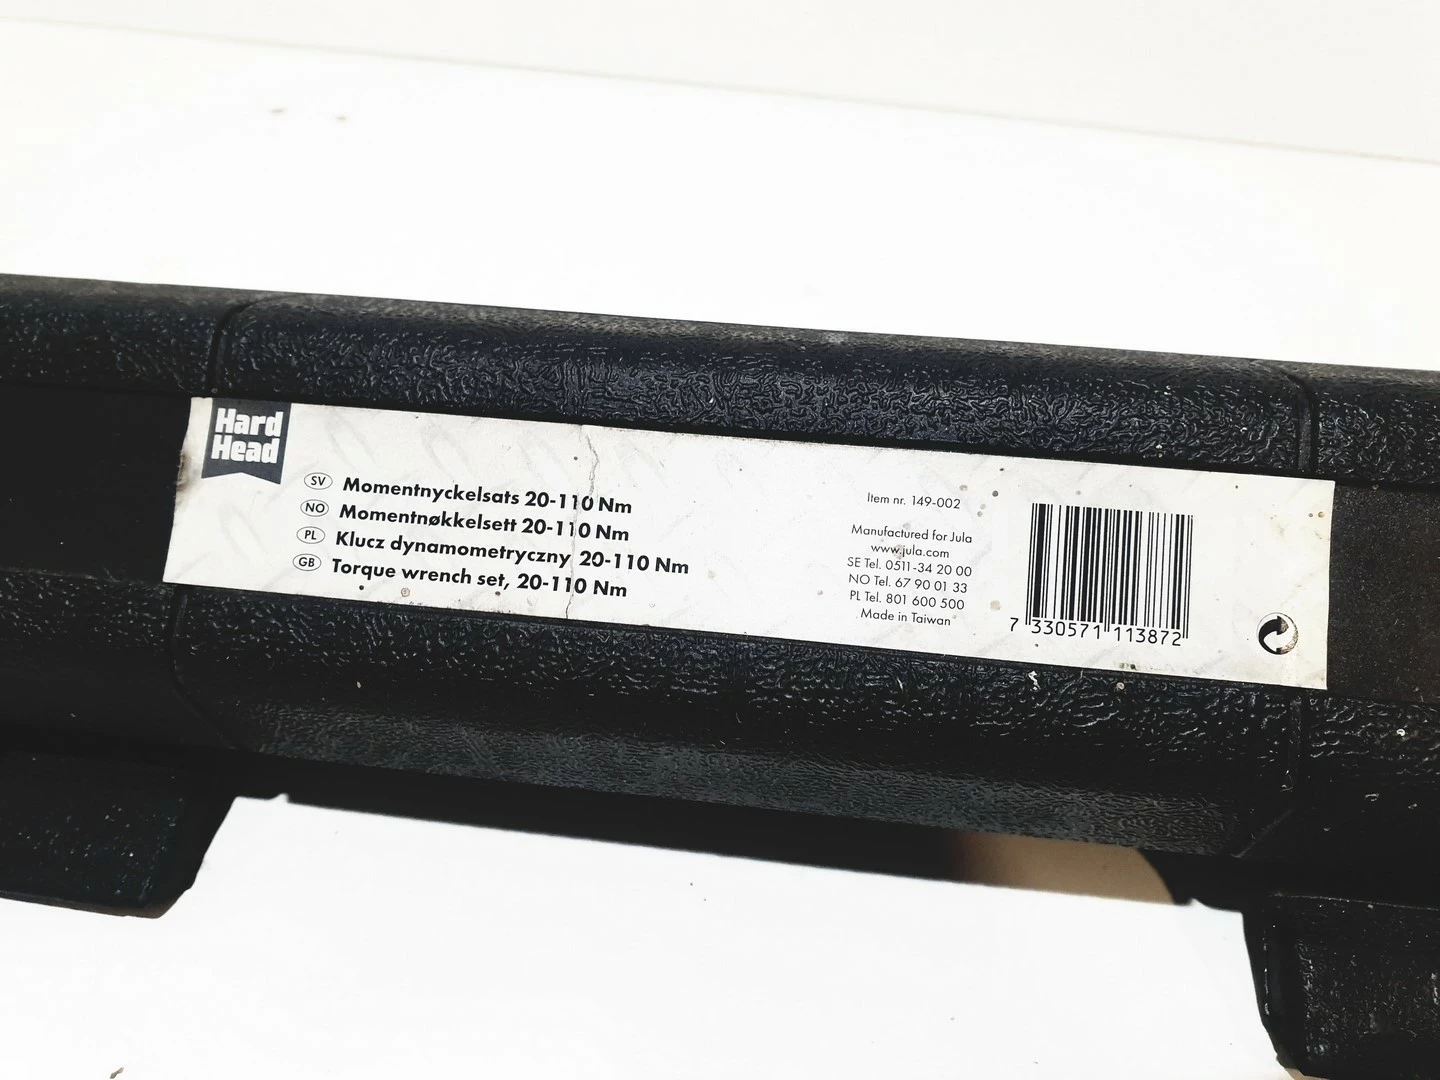 Hard
Head
SV Momentnyckelsats 20-110 Nm
NO Momentnøkkelsett 20-110 Nm
PL Klucz dynamometryczny 20-110 Nm
GB Torque wrench set, 20-110 Nm
Item nr. 149-002
Manufactured for Jula
www.jula.com
SE Tel. 0511-34 20 00
NO Tel. 67 90 01 33
PL Tel. 801 600 500
Made in Taiwan
7 330571 113872